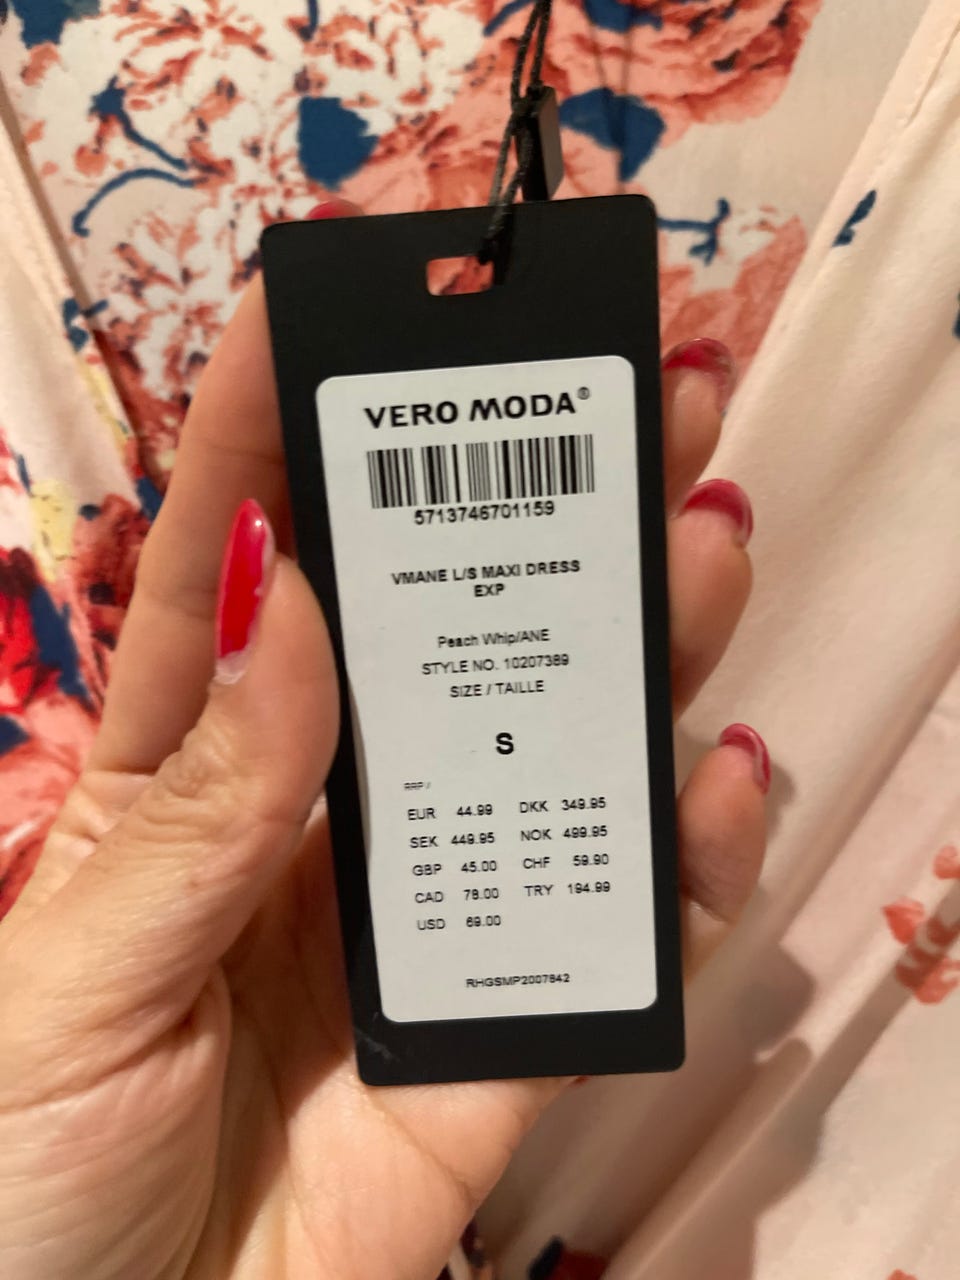 VERO MODA®
5713746701159
VMANE L/S MAXI DRESS
EXP
Peach Whip/ANE
STYLE NO. 10207389
SIZE / TAILLE
S
RRP /
EUR 44.99 DKK 349.95
SEK 449.95 NOK 499.95
GBP 45.00 CHF 59.90
CAD 78.00 TRY 194.99
USD 69.00
RHGSMP2007842